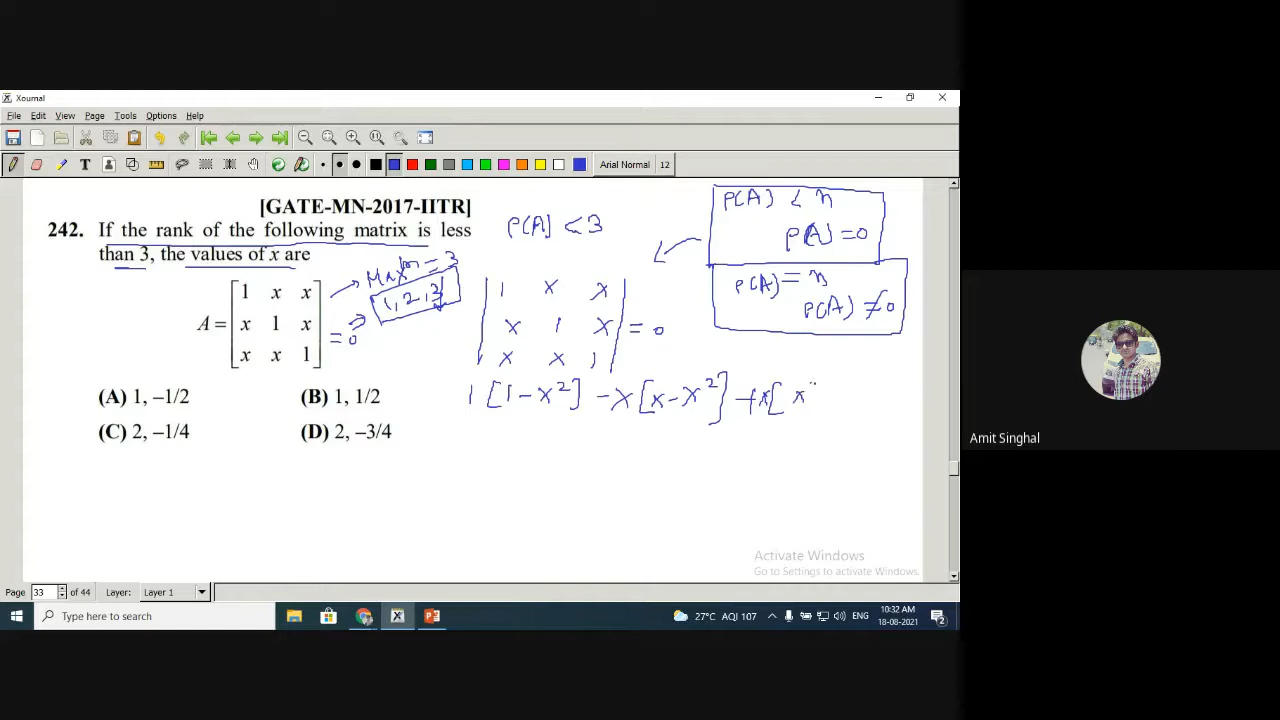 Xournal
File Edit View Page Tools Options Help
Arial Normal 12
[GATE-MN-2017-IITR]
242. If the rank of the following matrix is less
than 3, the values of x are
A = [1 x x
x 1 x
x x 1] = 0
Max^m = 3
1, 2, 3
(A) 1, –1/2 (B) 1, 1/2
(C) 2, –1/4 (D) 2, –3/4
ρ(A) < 3
ρ(A) < n
ρ(A) = 0
ρ(A) = n
ρ(A) ≠ 0
| 1 x x |
| x 1 x | = 0
| x x 1 |
1 [1 - x²] - x [x - x²] + x [ x
Activate Windows
Go to Settings to activate Windows.
Page 33 of 44 Layer: Layer 1
Type here to search
27°C AQI 107 ENG 10:32 AM
18-08-2021
2
Amit Singhal